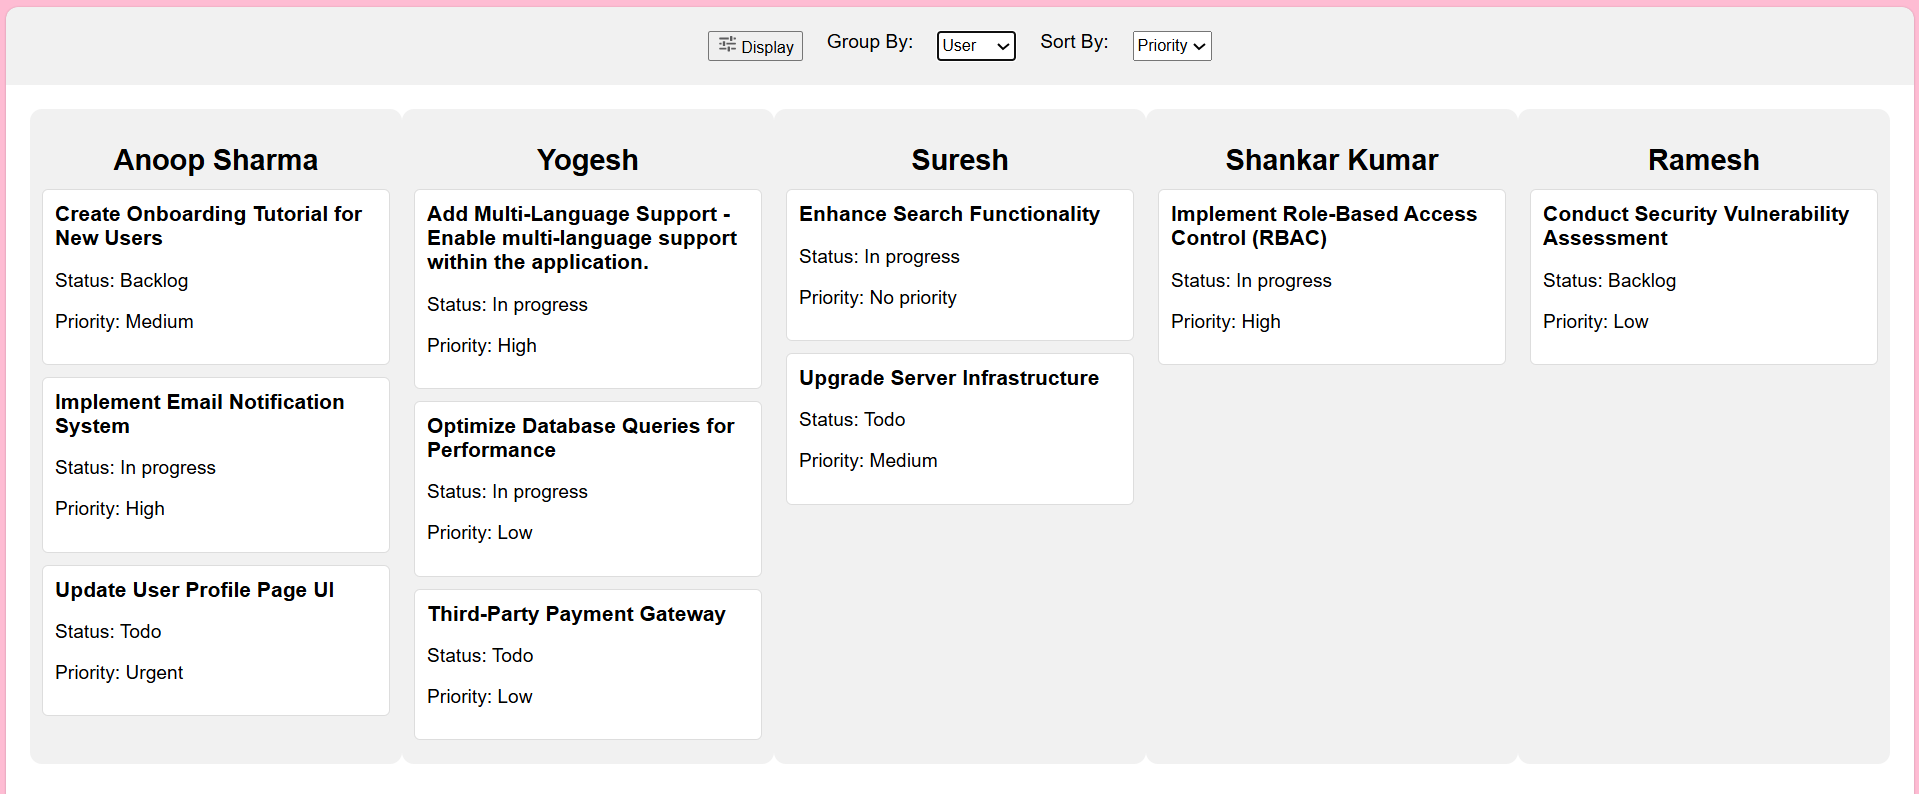 Display Group By: User Sort By: Priority
Anoop Sharma
Create Onboarding Tutorial for
New Users
Status: Backlog
Priority: Medium
Implement Email Notification
System
Status: In progress
Priority: High
Update User Profile Page UI
Status: Todo
Priority: Urgent
Yogesh
Add Multi-Language Support -
Enable multi-language support
within the application.
Status: In progress
Priority: High
Optimize Database Queries for
Performance
Status: In progress
Priority: Low
Third-Party Payment Gateway
Status: Todo
Priority: Low
Suresh
Enhance Search Functionality
Status: In progress
Priority: No priority
Upgrade Server Infrastructure
Status: Todo
Priority: Medium
Shankar Kumar
Implement Role-Based Access
Control (RBAC)
Status: In progress
Priority: High
Ramesh
Conduct Security Vulnerability
Assessment
Status: Backlog
Priority: Low